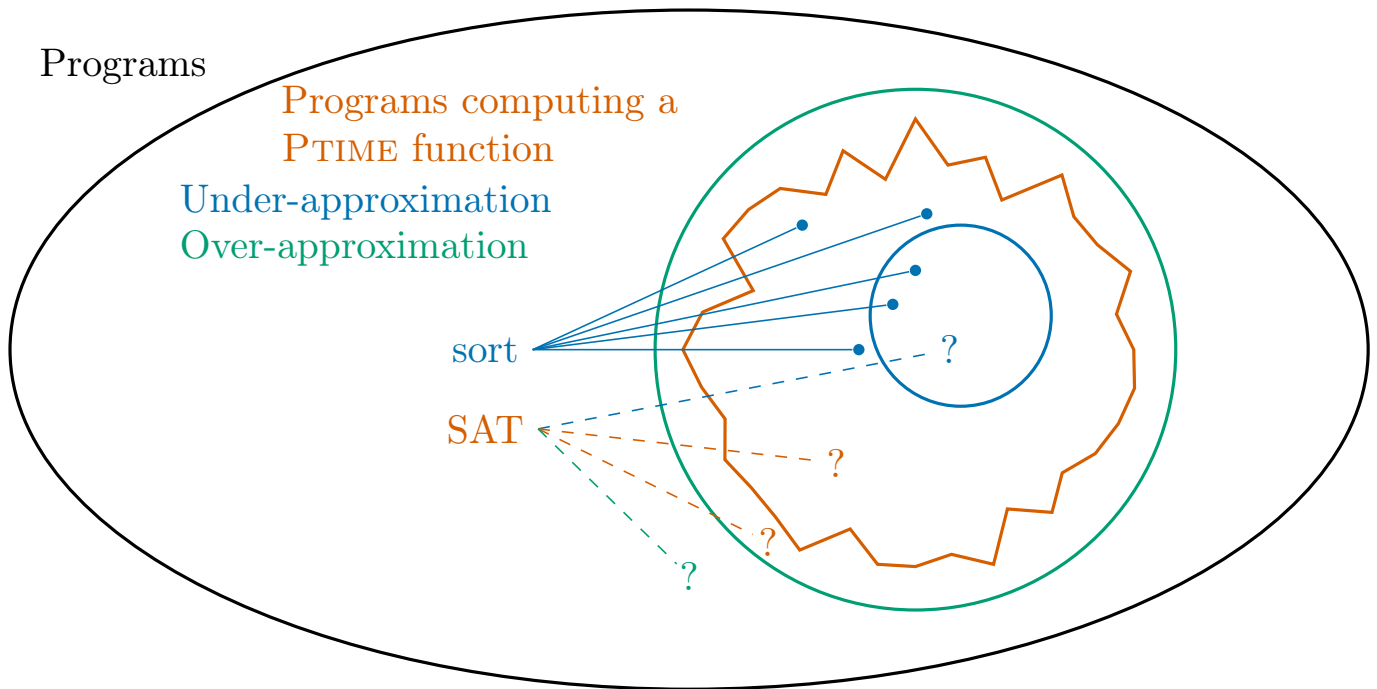 Programs
Programs computing a
PTIME function
Under-approximation
Over-approximation
sort
?
SAT
?
?
?